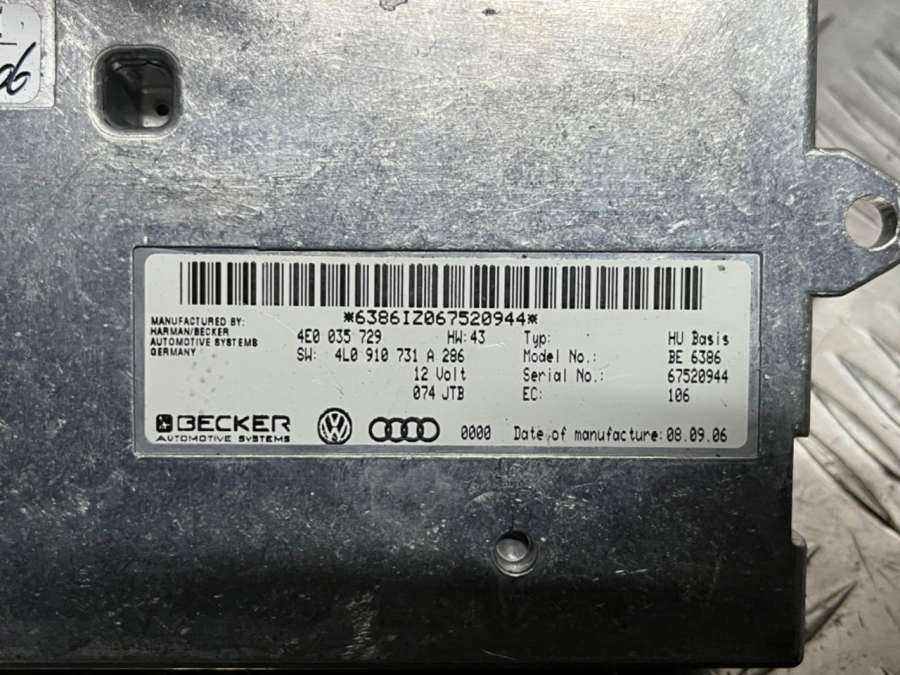 *6386IZ067520944*
MANUFACTURED BY:
HARMAN/BECKER
AUTOMOTIVE SYSTEMS
GERMANY
4E0 035 729 HW:43
SW: 4L0 910 731 A 286
12 Volt
074 JTB
Typ: HU Basis
Model No.: BE 6386
Serial No.: 67520944
EC: 106
BECKER
AUTOMOTIVE SYSTEMS
0000 Date of manufacture: 08.09.06